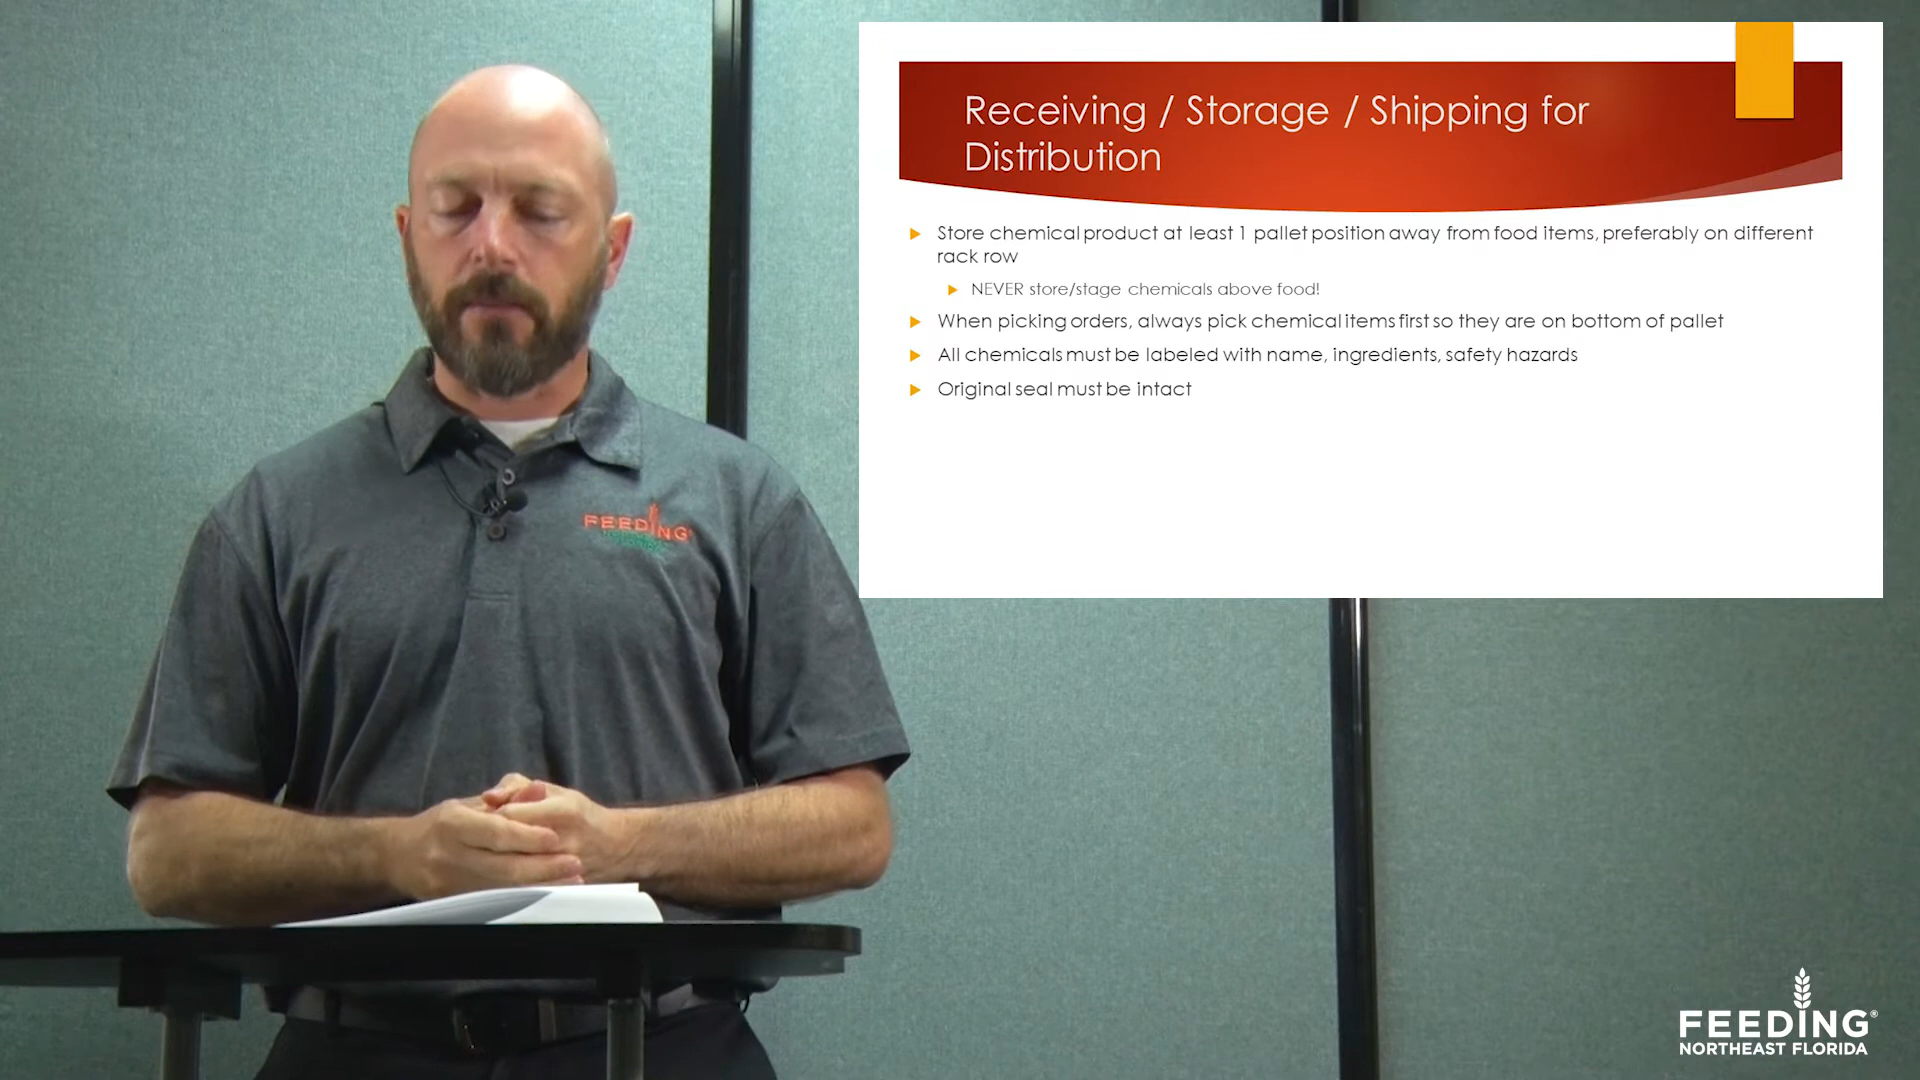 Receiving / Storage / Shipping for
Distribution
Store chemical product at least 1 pallet position away from food items, preferably on different
rack row
NEVER store/stage chemicals above food!
When picking orders, always pick chemical items first so they are on bottom of pallet
All chemicals must be labeled with name, ingredients, safety hazards
Original seal must be intact
FEEDING®
FEEDING®
NORTHEAST FLORIDA